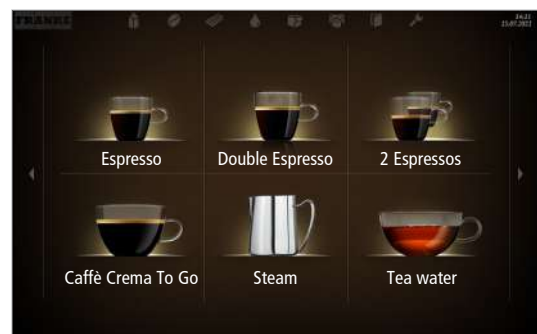 FRANKE
Espresso
Double Espresso
2 Espressos
Caffè Crema To Go
Steam
Tea water